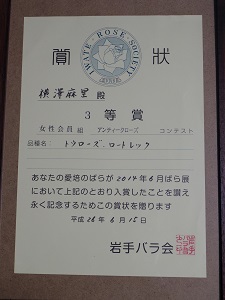 賞状
IWATE ROSE SOCIETY
横澤麻里 殿
3等賞
女性会員 組 アンティークローズ コンテスト
品種名: トウローズ.ロートレック
あなたの愛培のばらが2014年6月ばら展
において上記のとおり入賞したことを讃え
永く記念するためこの賞状を贈ります
平成26年6月15日
岩手バラ会